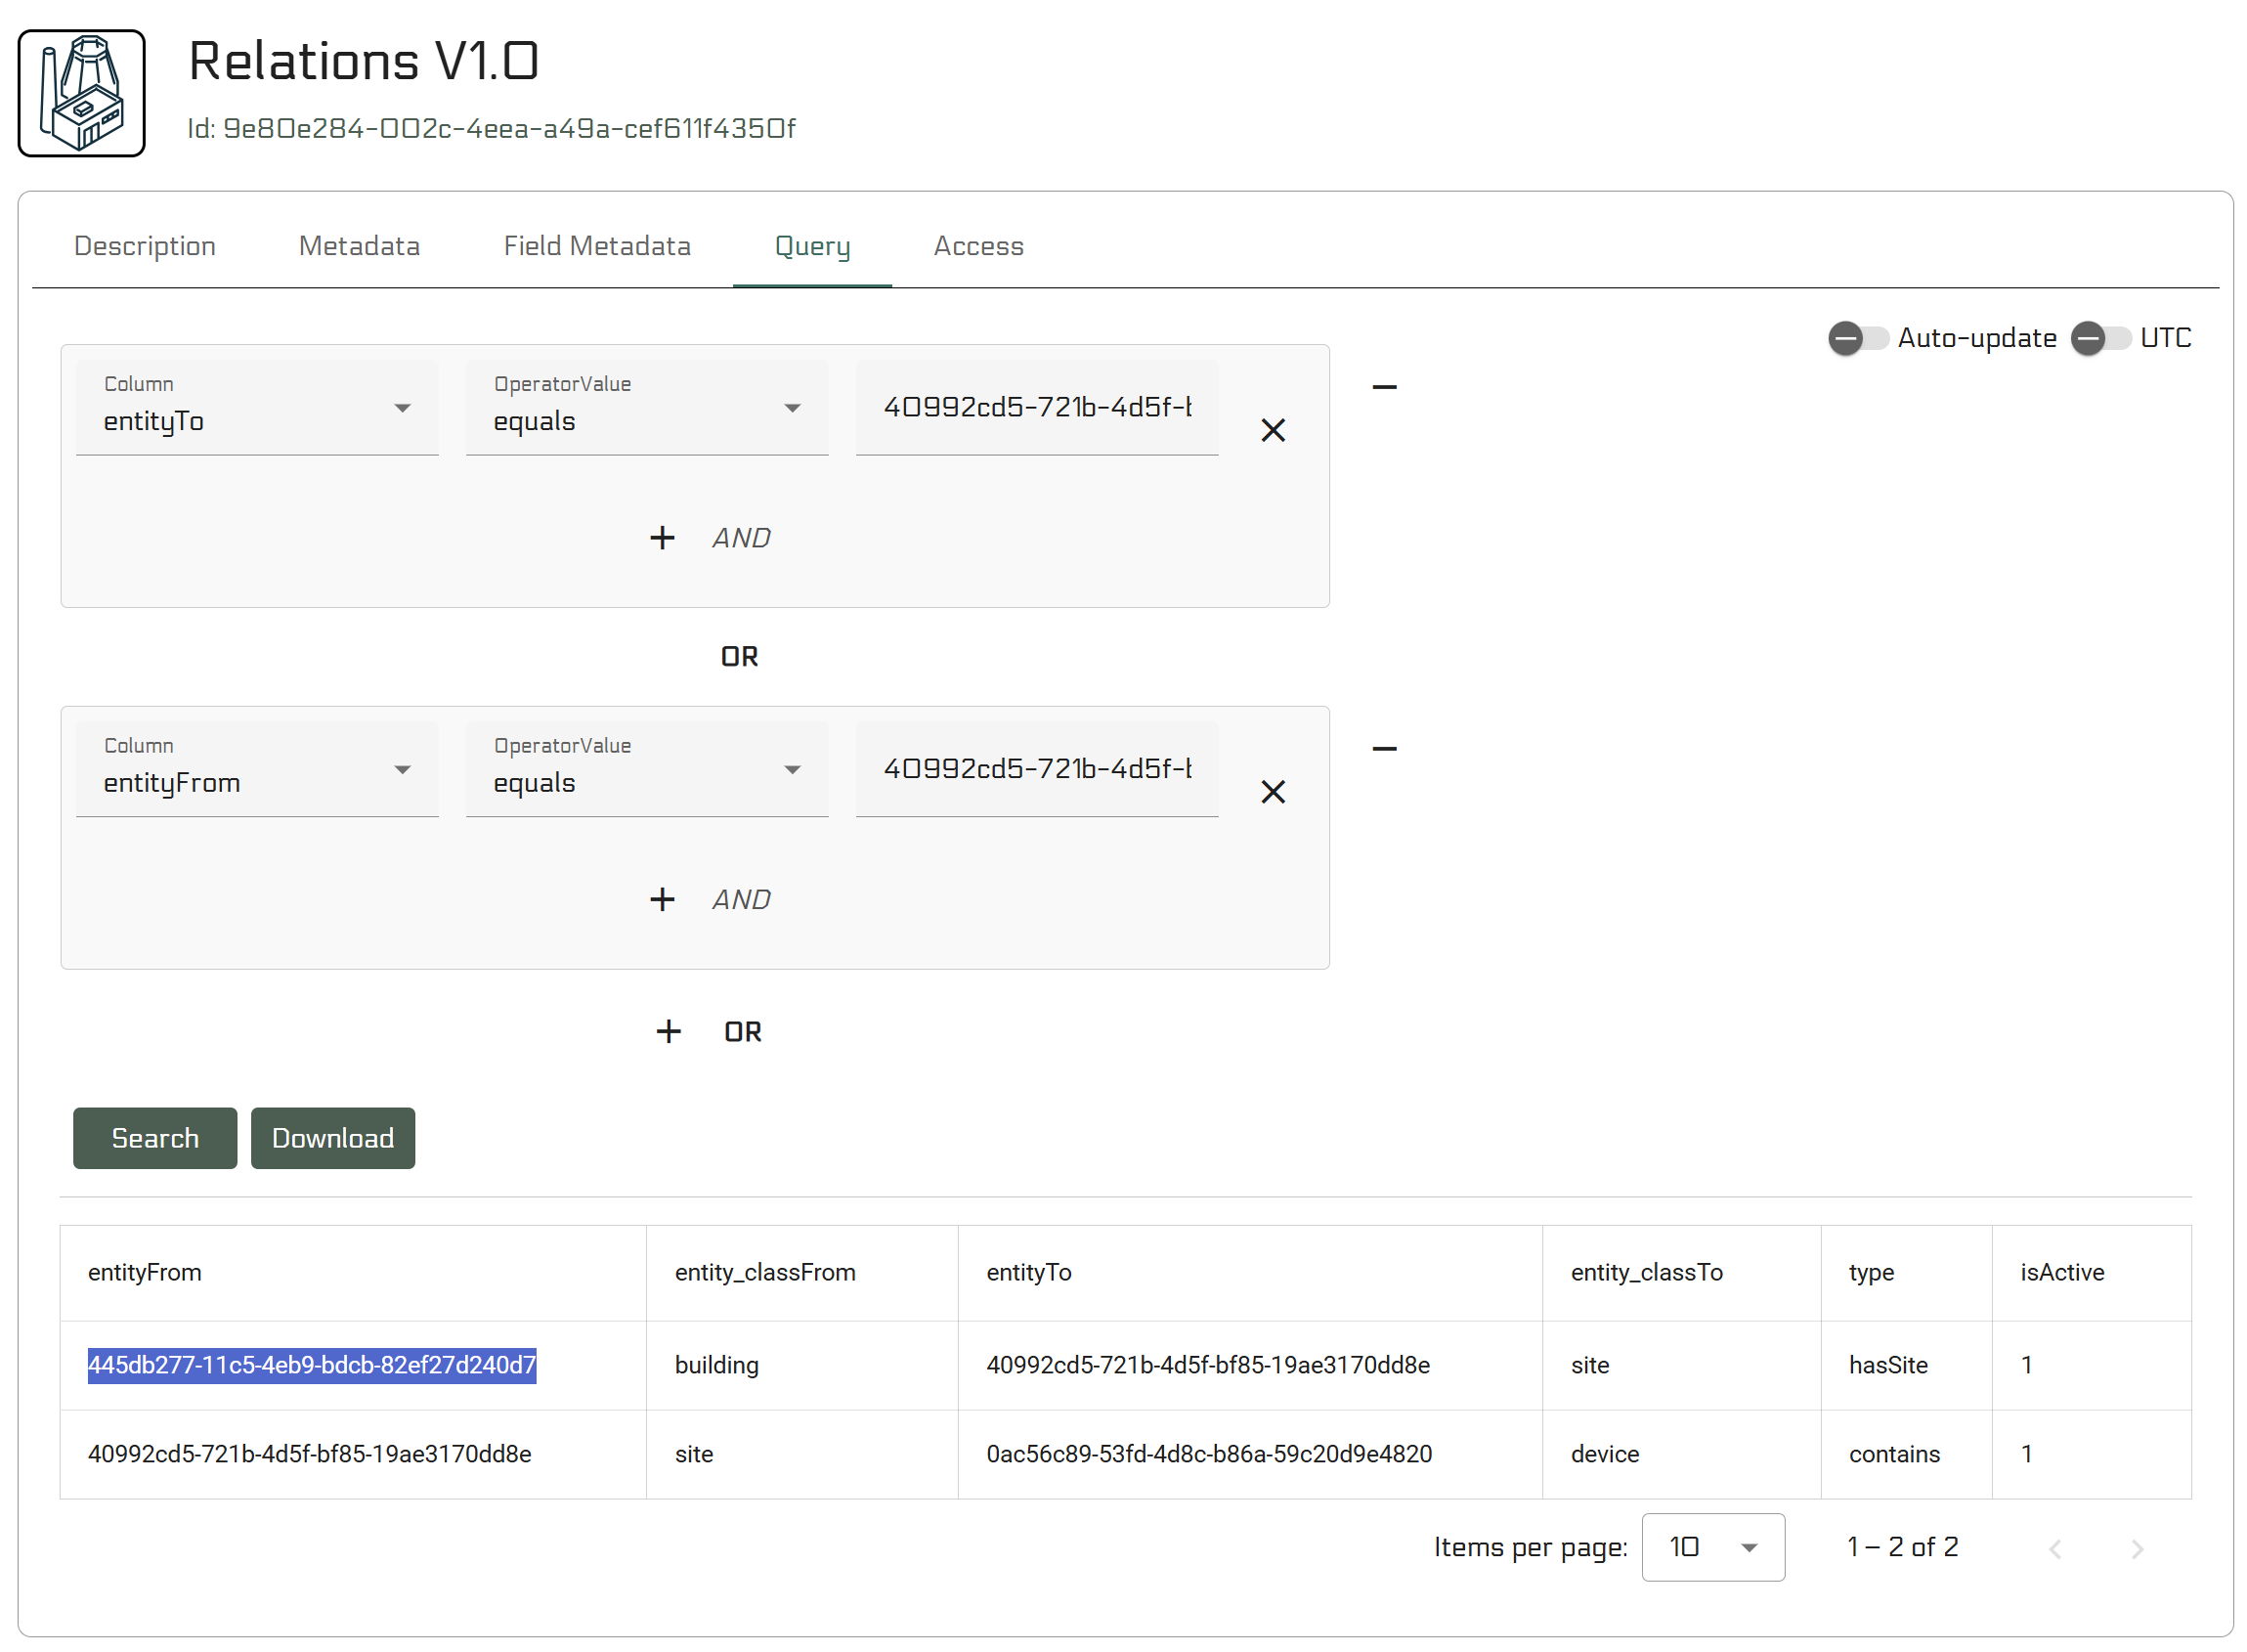 Relations V1.0
Id: 9e80e284-002c-4eea-a49a-cef611f4350f
Description Metadata Field Metadata Query Access
Auto-update UTC
Column OperatorValue
entityTo equals 40992cd5-721b-4d5f-b
+ AND
OR
Column OperatorValue
entityFrom equals 40992cd5-721b-4d5f-b
+ AND
+ OR
Search Download
entityFrom entity_classFrom entityTo entity_classTo type isActive
445db277-11c5-4eb9-bdcb-82ef27d240d7 building 40992cd5-721b-4d5f-bf85-19ae3170dd8e site hasSite 1
40992cd5-721b-4d5f-bf85-19ae3170dd8e site 0ac56c89-53fd-4d8c-b86a-59c20d9e4820 device contains 1
Items per page: 10 1 – 2 of 2